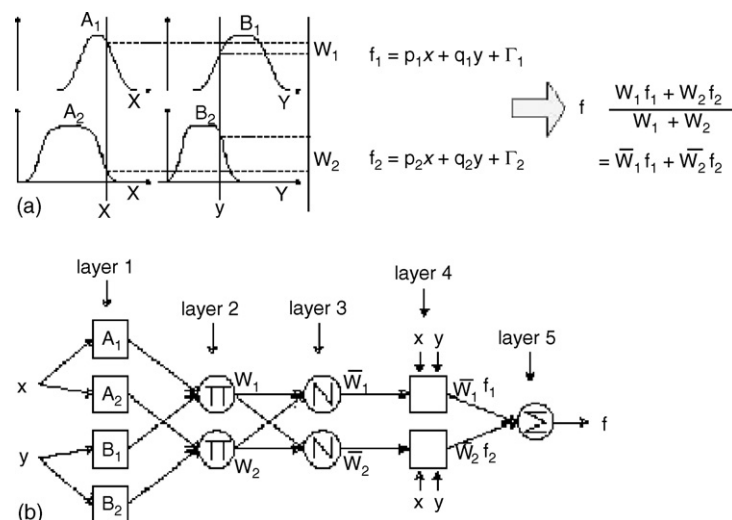 A₁ B₁
W₁ f₁ = p₁x + q₁y + Γ₁
X Y
A₂ B₂
f W₁ f₁ + W₂ f₂
W₁ + W₂
W₂ f₂ = p₂x + q₂y + Γ₂ = W̅₁ f₁ + W̅₂ f₂
X Y
(a) X y
layer 1 layer 2 layer 3 layer 4 layer 5
x y
A₁
x A₂ Π W₁ N W̅₁ W̅₁ f₁
Σ f
y B₁ Π W₂ N W̅₂ W̅₂ f₂
x y
(b) B₂